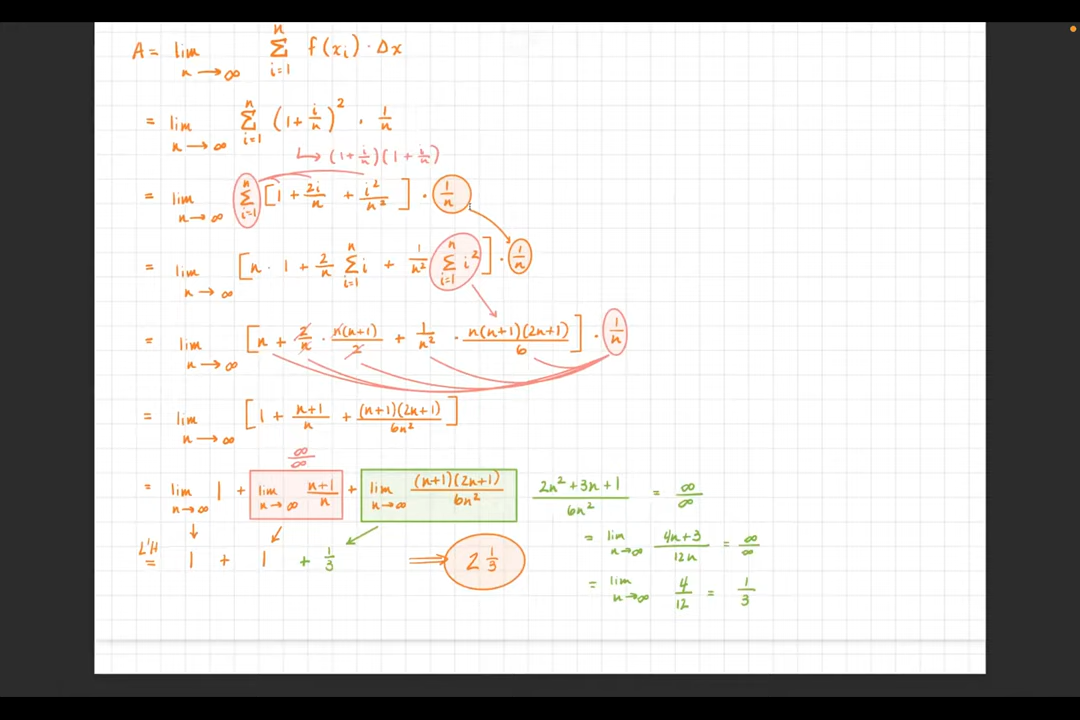 A = lim n→∞ n Σ i=1 f(xᵢ) · Δx
= lim n→∞ n Σ i=1 (1 + i/n)² · 1/n
↳ (1 + i/n)(1 + i/n)
= lim n→∞ n Σ i=1 [1 + 2i/n + i²/n²] · 1/n
= lim n→∞ [n · 1 + 2/n n Σ i=1 i + 1/n² n Σ i=1 i²] · 1/n
= lim n→∞ [n + 2/n · n(n+1)/2 + 1/n² · n(n+1)(2n+1)/6] · 1/n
= lim n→∞ [1 + n+1/n + (n+1)(2n+1)/6n²]
∞/∞
= lim n→∞ 1 + lim n→∞ n+1/n + lim n→∞ (n+1)(2n+1)/6n²
L'H = 1 + 1 + 1/3 ⟹ 2 1/3
2n² + 3n + 1/6n² = ∞/∞
= lim n→∞ 4n+3/12n = ∞/∞
= lim n→∞ 4/12 = 1/3